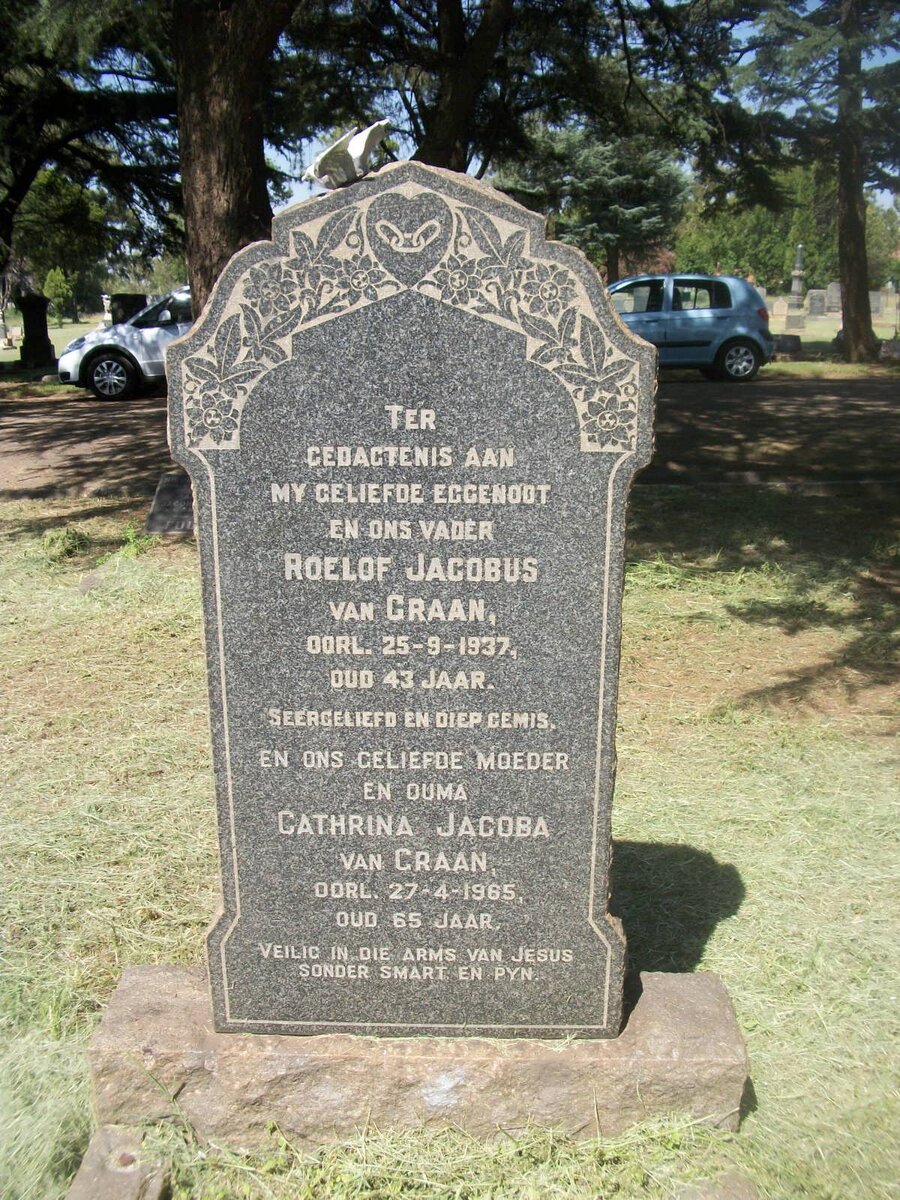 TER
GEDACTENIS AAN
MY GELIEFDE EGGENOOT
EN ONS VADER
ROELOF JACOBUS
VAN GRAAN,
OORL. 25-9-1937,
OUD 43 JAAR.
SEERGELIEFD EN DIEP GEMIS.
EN ONS GELIEFDE MOEDER
EN OUMA
CATHRINA JACOBA
VAN GRAAN,
OORL. 27-4-1965,
OUD 65 JAAR.
VEILIG IN DIE ARMS VAN JESUS
SONDER SMART EN PYN.